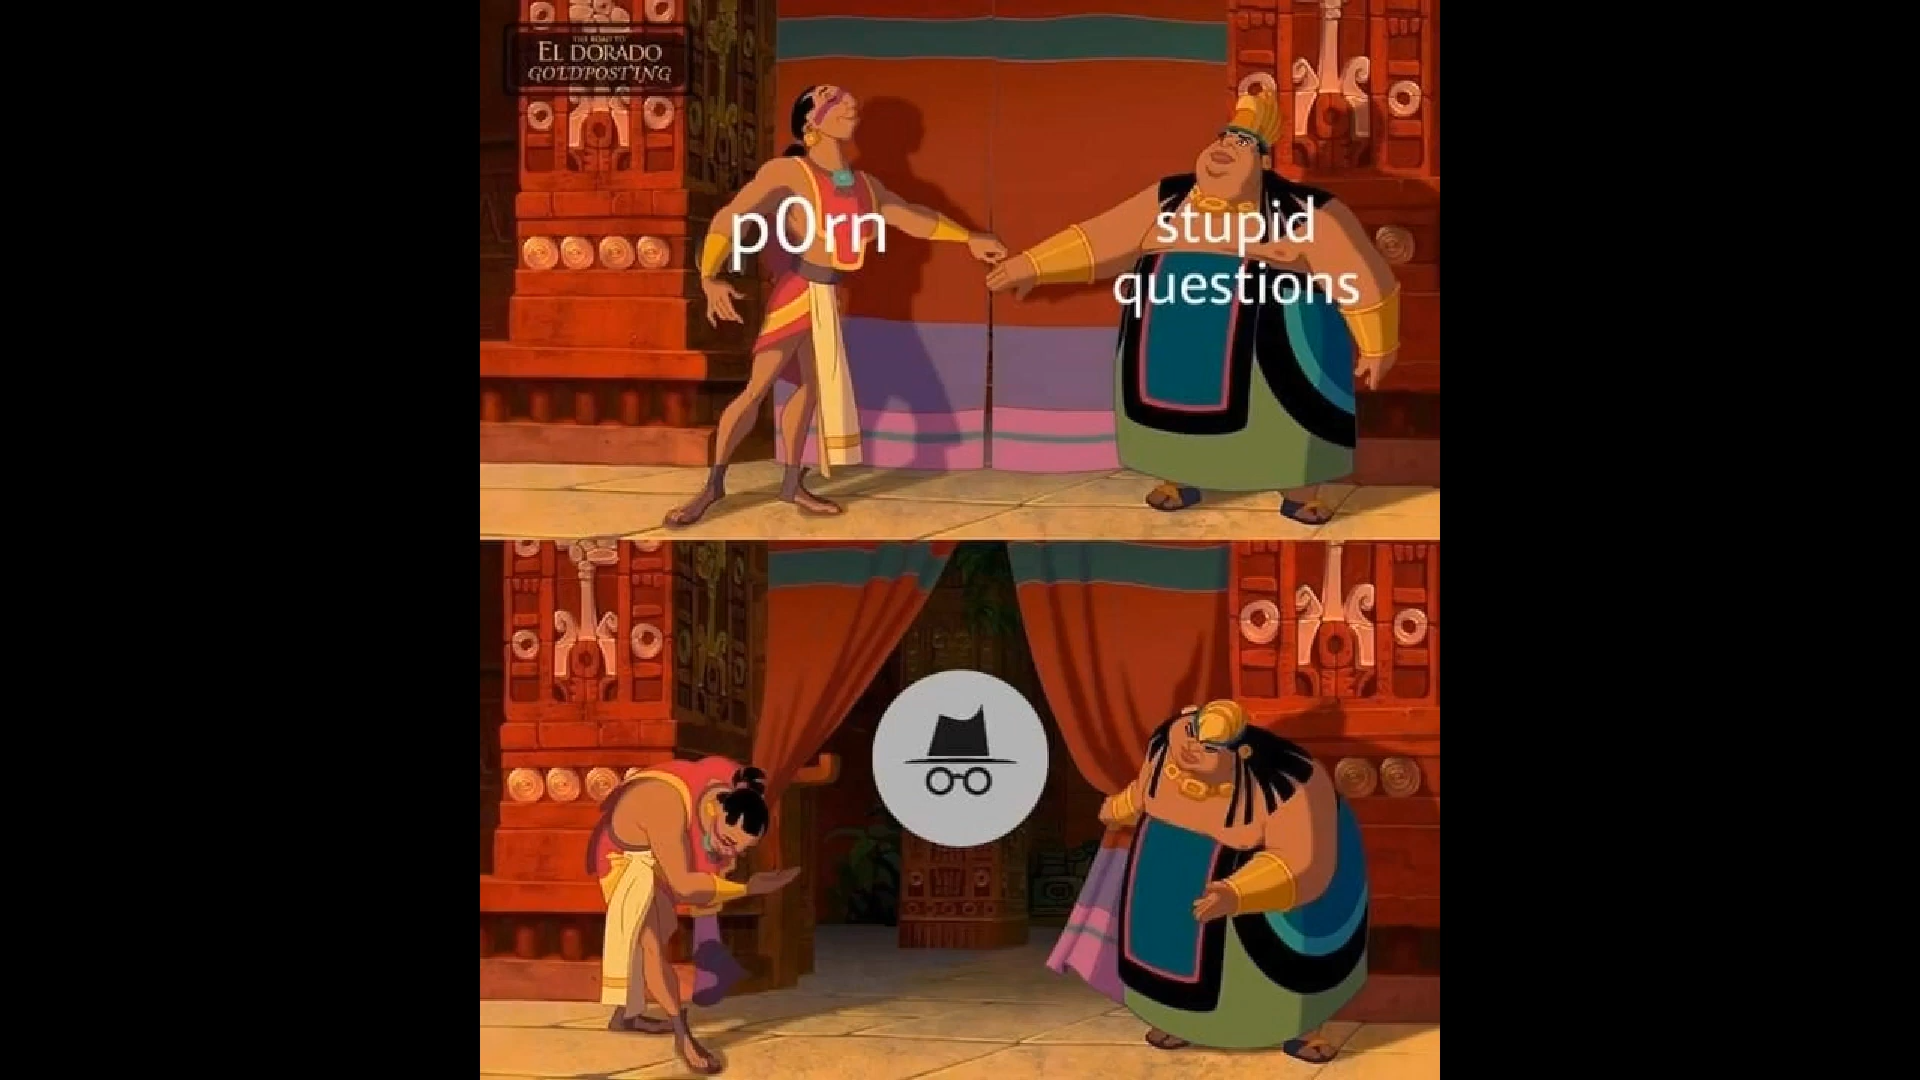 THE ROAD TO
EL DORADO
GOLDPOSTING
p0rn
stupid
questions